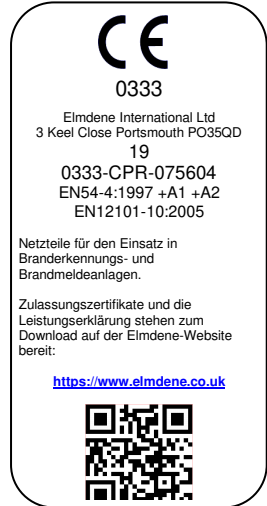 CE
0333
Elmdene International Ltd
3 Keel Close Portsmouth PO35QD
19
0333-CPR-075604
EN54-4:1997 +A1 +A2
EN12101-10:2005
Netzteile für den Einsatz in
Branderkennungs- und
Brandmeldeanlagen.
Zulassungszertifikate und die
Leistungserklärung stehen zum
Download auf der Elmdene-Website
bereit:
https://www.elmdene.co.uk